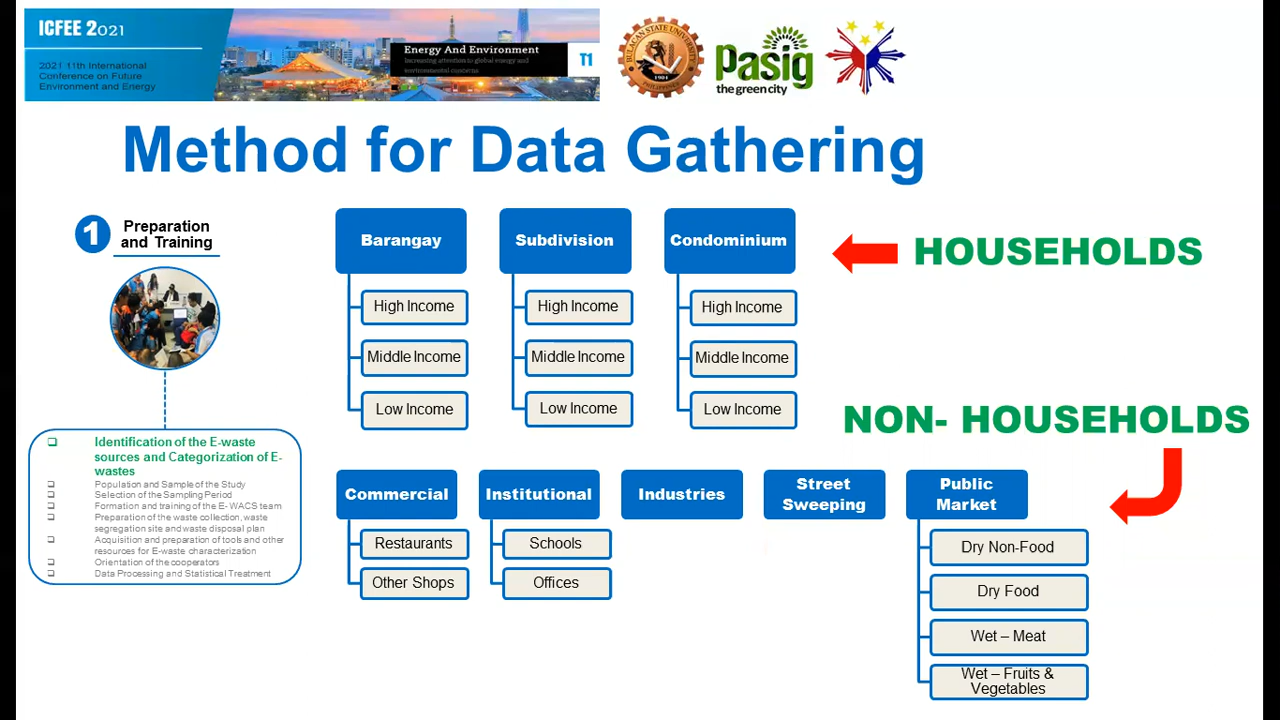 ICFEE 2021
2021 11th International
Conference on Future
Environment and Energy
Energy And Environment
Increasing attention to global energy and
environmental concerns
T1
BULACAN STATE UNIVERSITY
PHILIPPINES
1904
Pasig
the green city
Method for Data Gathering
1
Preparation
and Training
Identification of the E-waste
sources and Categorization of E-
wastes
Population and Sample of the Study
Selection of the Sampling Period
Formation and training of the E- WACS team
Preparation of the waste collection, waste
segregation site and waste disposal plan
Acquisition and preparation of tools and other
resources for E-waste characterization
Orientation of the cooperators
Data Processing and Statistical Treatment
Barangay
High Income
Middle Income
Low Income
Subdivision
High Income
Middle Income
Low Income
Condominium
High Income
Middle Income
Low Income
HOUSEHOLDS
NON- HOUSEHOLDS
Commercial
Restaurants
Other Shops
Institutional
Schools
Offices
Industries
Street
Sweeping
Public
Market
Dry Non-Food
Dry Food
Wet – Meat
Wet – Fruits &
Vegetables